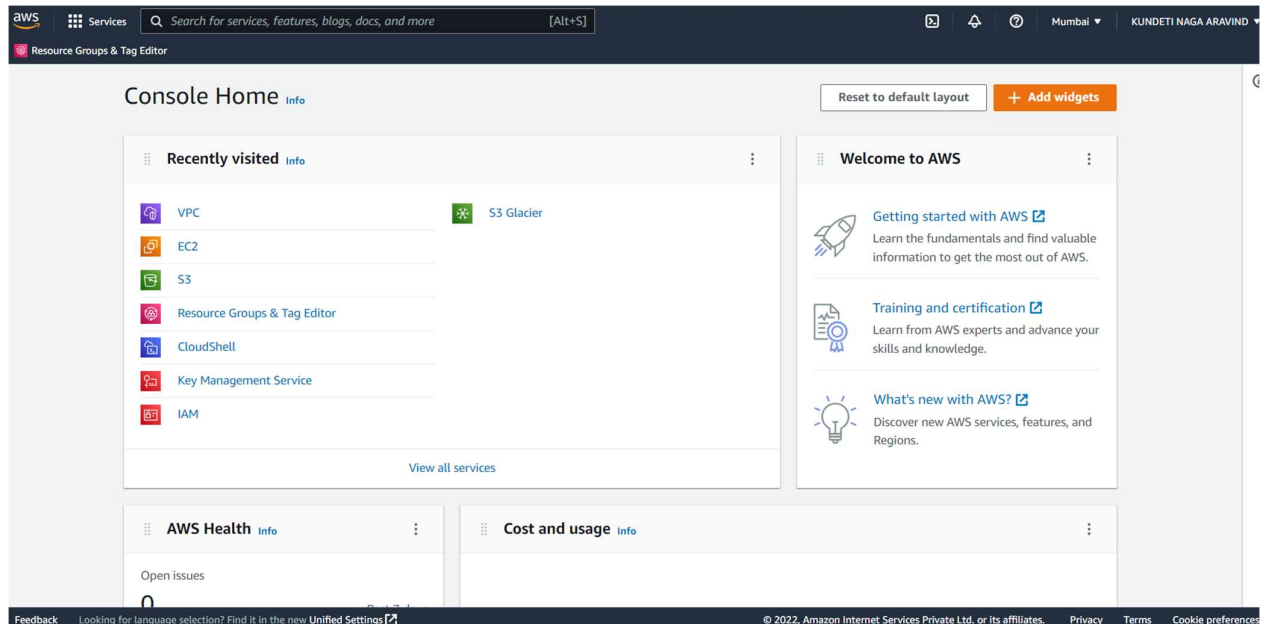 aws Services Search for services, features, blogs, docs, and more [Alt+S] Mumbai ▼ KUNDETI NAGA ARAVIND ▼
Resource Groups & Tag Editor
Console Home Info
Reset to default layout
+ Add widgets
Recently visited Info
VPC
EC2
S3
Resource Groups & Tag Editor
CloudShell
Key Management Service
IAM
S3 Glacier
View all services
Welcome to AWS
Getting started with AWS
Learn the fundamentals and find valuable
information to get the most out of AWS.
Training and certification
Learn from AWS experts and advance your
skills and knowledge.
What's new with AWS?
Discover new AWS services, features, and
Regions.
AWS Health Info
Open issues
0
Cost and usage Info
Feedback Looking for language selection? Find it in the new Unified Settings © 2022, Amazon Internet Services Private Ltd. or its affiliates. Privacy Terms Cookie preferences